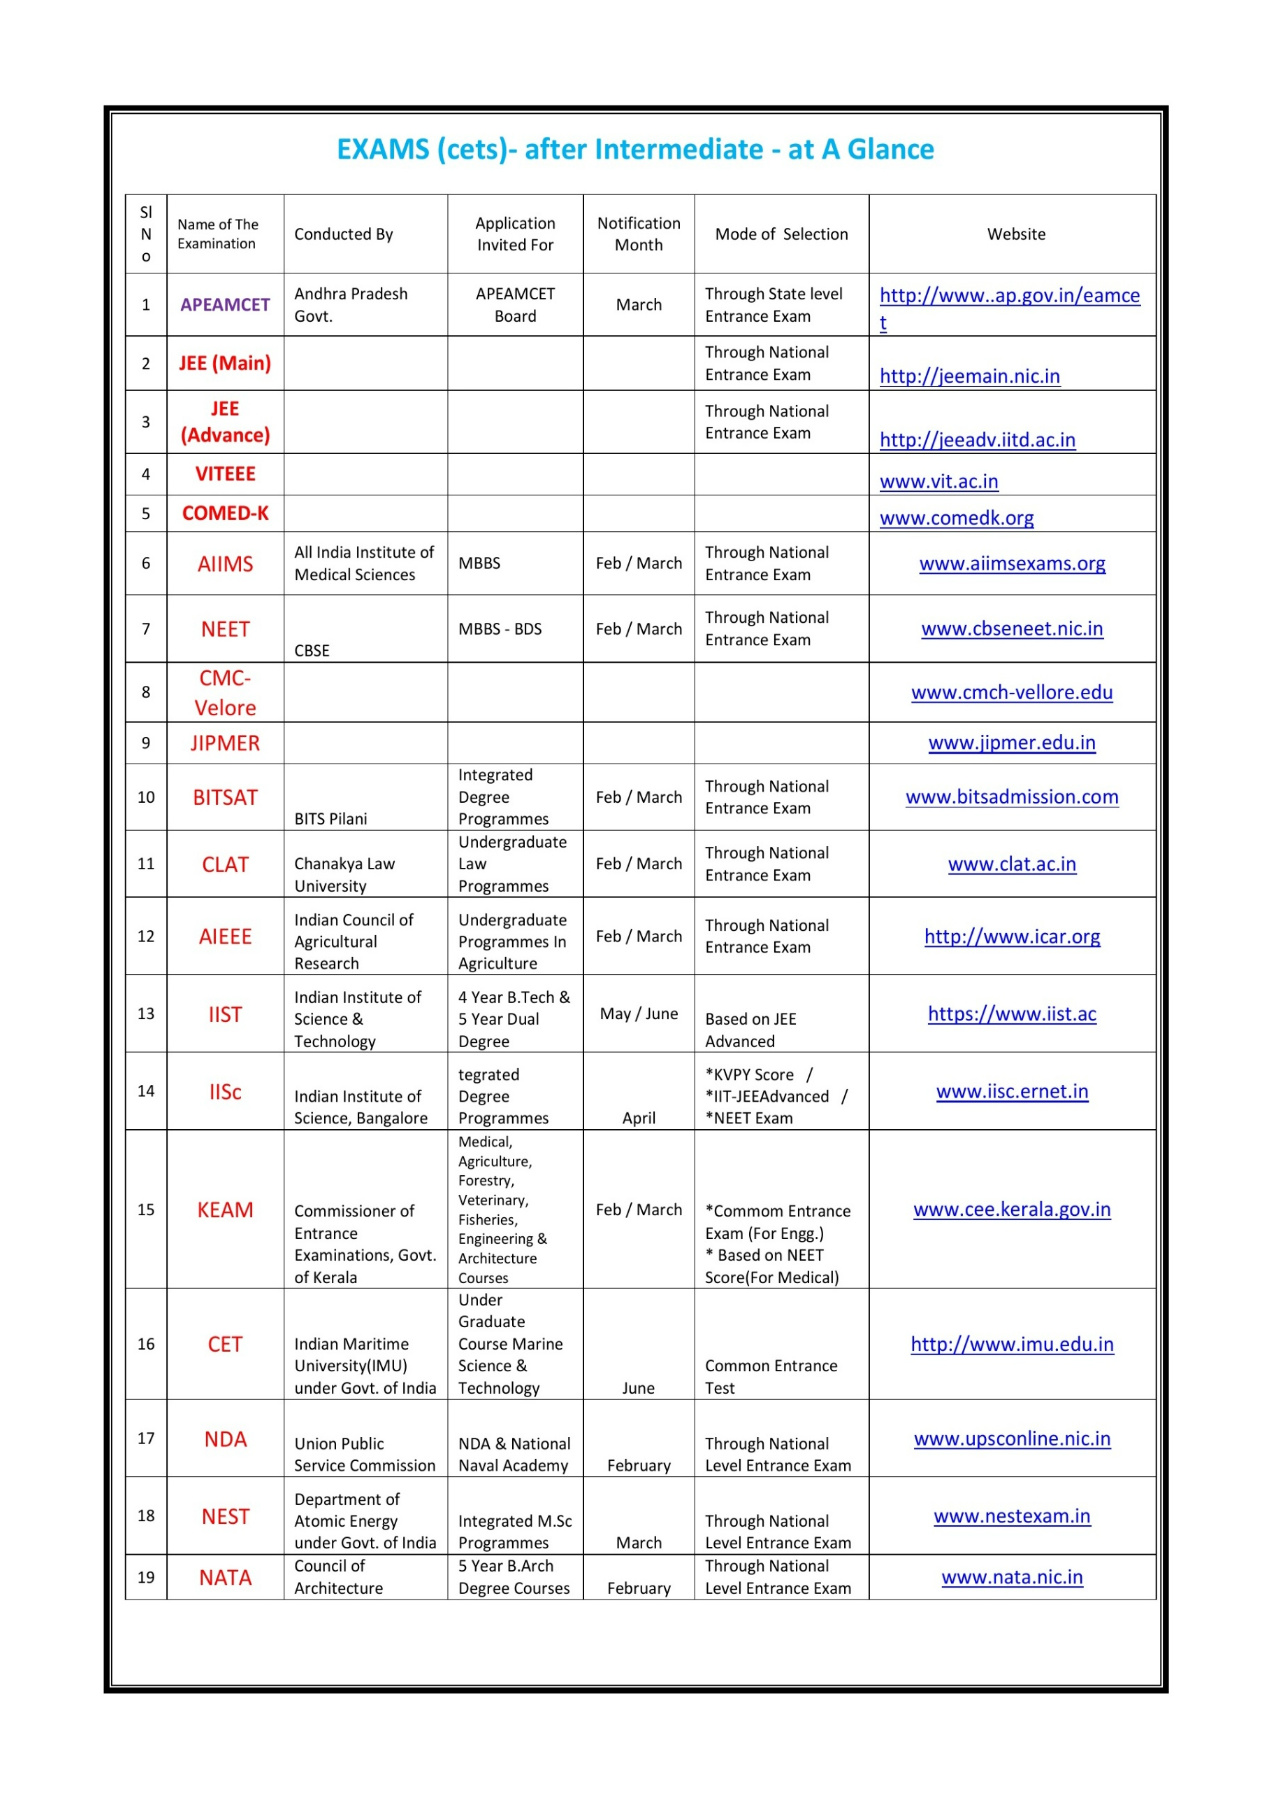 EXAMS (cets)- after Intermediate - at A Glance
Sl
N
o
Name of The
Examination
Conducted By
Application
Invited For
Notification
Month
Mode of Selection
Website
1
APEAMCET
Andhra Pradesh
Govt.
APEAMCET
Board
March
Through State level
Entrance Exam
http://www..ap.gov.in/eamce
t
2
JEE (Main)
Through National
Entrance Exam
http://jeemain.nic.in
3
JEE
(Advance)
Through National
Entrance Exam
http://jeeadv.iitd.ac.in
4
VITEEE
www.vit.ac.in
5
COMED-K
www.comedk.org
6
AIIMS
All India Institute of
Medical Sciences
MBBS
Feb / March
Through National
Entrance Exam
www.aiimsexams.org
7
NEET
CBSE
MBBS - BDS
Feb / March
Through National
Entrance Exam
www.cbseneet.nic.in
8
CMC-
Velore
www.cmch-vellore.edu
9
JIPMER
www.jipmer.edu.in
10
BITSAT
BITS Pilani
Integrated
Degree
Programmes
Feb / March
Through National
Entrance Exam
www.bitsadmission.com
11
CLAT
Chanakya Law
University
Undergraduate
Law
Programmes
Feb / March
Through National
Entrance Exam
www.clat.ac.in
12
AIEEE
Indian Council of
Agricultural
Research
Undergraduate
Programmes In
Agriculture
Feb / March
Through National
Entrance Exam
http://www.icar.org
13
IIST
Indian Institute of
Science &
Technology
4 Year B.Tech &
5 Year Dual
Degree
May / June
Based on JEE
Advanced
https://www.iist.ac
14
IISc
Indian Institute of
Science, Bangalore
tegrated
Degree
Programmes
April
*KVPY Score /
*IIT-JEEAdvanced /
*NEET Exam
www.iisc.ernet.in
15
KEAM
Commissioner of
Entrance
Examinations, Govt.
of Kerala
Medical,
Agriculture,
Forestry,
Veterinary,
Fisheries,
Engineering &
Architecture
Courses
Feb / March
*Commom Entrance
Exam (For Engg.)
* Based on NEET
Score(For Medical)
www.cee.kerala.gov.in
16
CET
Indian Maritime
University(IMU)
under Govt. of India
Under
Graduate
Course Marine
Science &
Technology
June
Common Entrance
Test
http://www.imu.edu.in
17
NDA
Union Public
Service Commission
NDA & National
Naval Academy
February
Through National
Level Entrance Exam
www.upsconline.nic.in
18
NEST
Department of
Atomic Energy
under Govt. of India
Integrated M.Sc
Programmes
March
Through National
Level Entrance Exam
www.nestexam.in
19
NATA
Council of
Architecture
5 Year B.Arch
Degree Courses
February
Through National
Level Entrance Exam
www.nata.nic.in